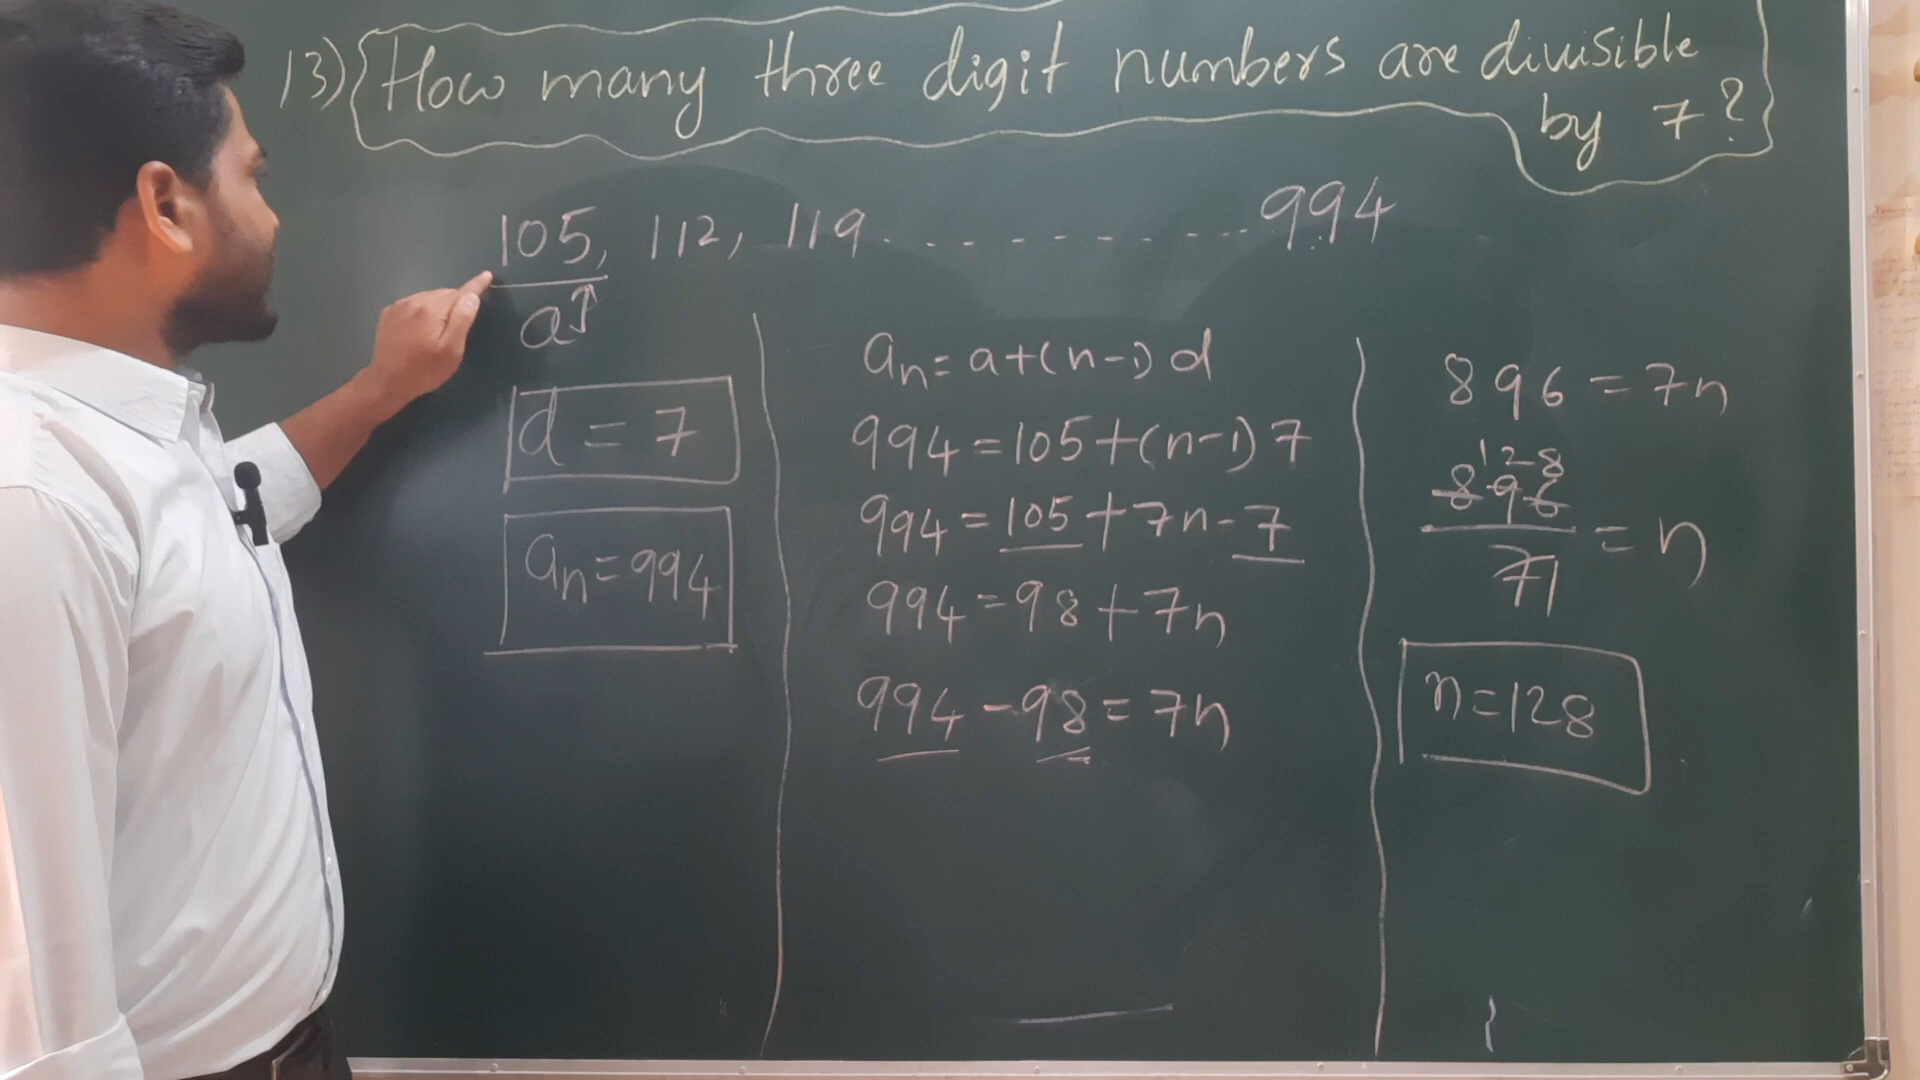 13) How many three digit numbers are divisible
by 7?
105, 112, 119 - - - - - - - - - - 994
a↑
d = 7
an = 994
an = a+(n-1) d
994 = 105+(n-1) 7
994 = 105 + 7n - 7
994 = 98 + 7n
994 - 98 = 7n
896 = 7n
128
896
/ 71 = n
n=128